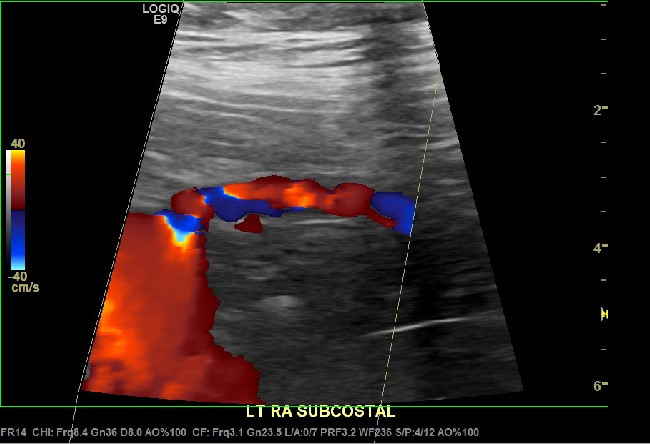 LOGIQ
E9
2
40
4
-40
cm/s
6
LT RA SUBCOSTAL
FR14 CHI: Frq8.4 Gn36 D8.0 AO%100 CF: Frq3.1 Gn23.5 L/A:0/7 PRF3.2 WF236 S/P:4/12 AO%100